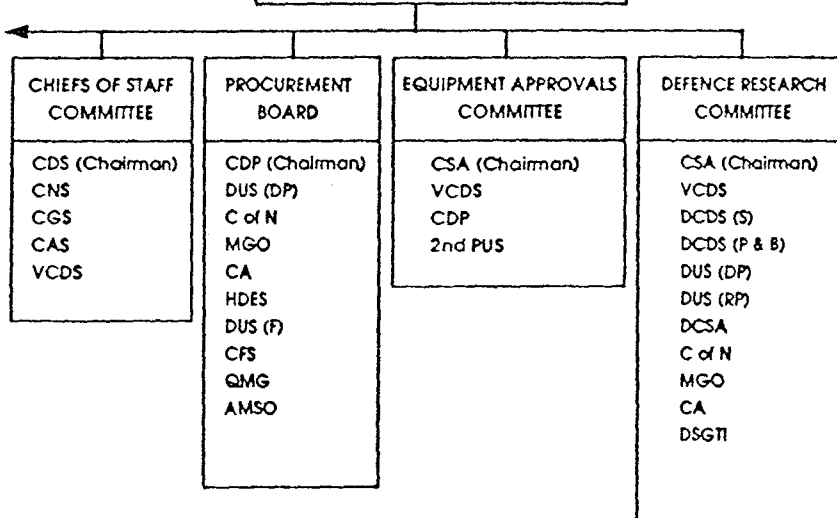 CHIEFS OF STAFF
COMMITTEE
CDS (Chairman)
CNS
CGS
CAS
VCDS
PROCUREMENT
BOARD
CDP (Chairman)
DUS (DP)
C of N
MGO
CA
HDES
DUS (F)
CFS
QMG
AMSO
EQUIPMENT APPROVALS
COMMITTEE
CSA (Chairman)
VCDS
CDP
2nd PUS
DEFENCE RESEARCH
COMMITTEE
CSA (Chairman)
VCDS
DCDS (S)
DCDS (P & B)
DUS (DP)
DUS (RP)
DCSA
C of N
MGO
CA
DSGTI